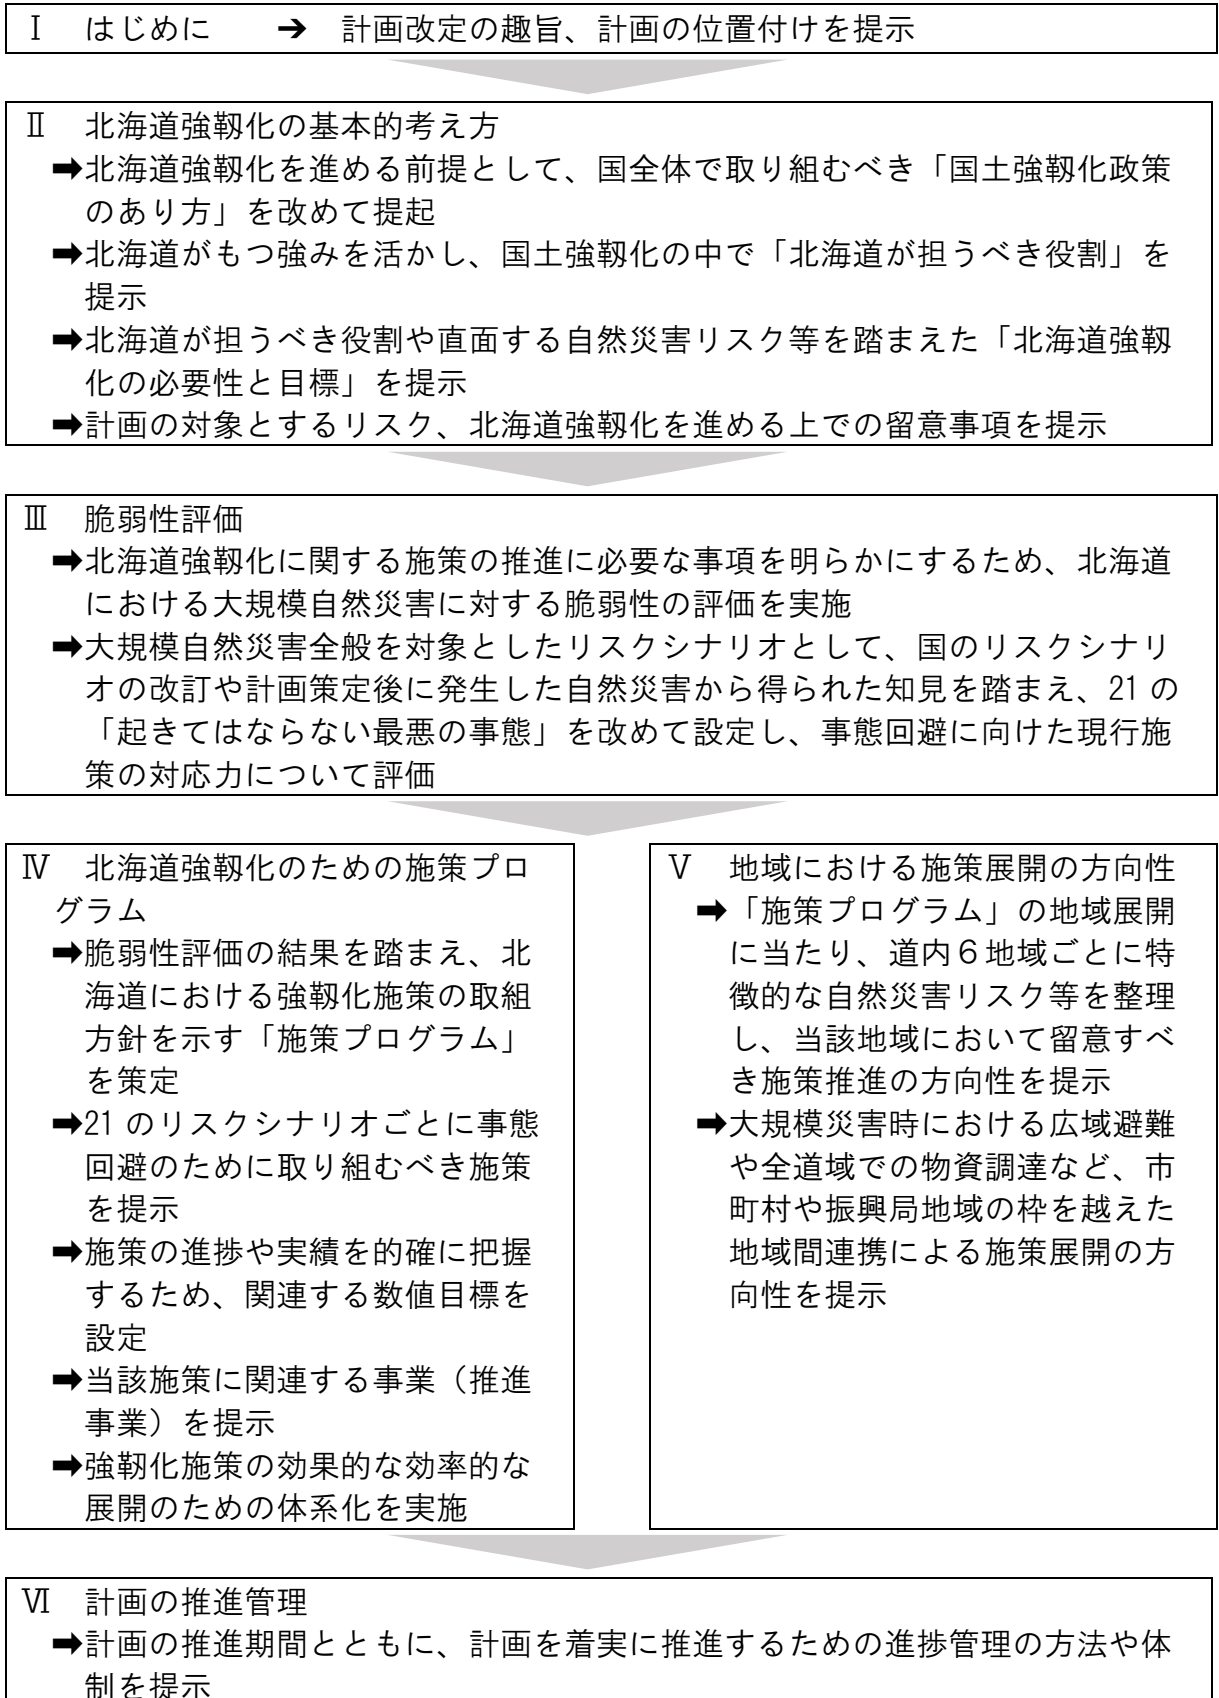 Ⅰ　はじめに　　➔　計画改定の趣旨、計画の位置付けを提示
Ⅱ　北海道強靱化の基本的考え方
➡北海道強靱化を進める前提として、国全体で取り組むべき「国土強靱化政策
のあり方」を改めて提起
➡北海道がもつ強みを活かし、国土強靱化の中で「北海道が担うべき役割」を
提示
➡北海道が担うべき役割や直面する自然災害リスク等を踏まえた「北海道強靱
化の必要性と目標」を提示
➡計画の対象とするリスク、北海道強靱化を進める上での留意事項を提示
Ⅲ　脆弱性評価
➡北海道強靱化に関する施策の推進に必要な事項を明らかにするため、北海道
における大規模自然災害に対する脆弱性の評価を実施
➡大規模自然災害全般を対象としたリスクシナリオとして、国のリスクシナリ
オの改訂や計画策定後に発生した自然災害から得られた知見を踏まえ、21 の
「起きてはならない最悪の事態」を改めて設定し、事態回避に向けた現行施
策の対応力について評価
Ⅳ　北海道強靱化のための施策プロ
グラム
➡脆弱性評価の結果を踏まえ、北
海道における強靱化施策の取組
方針を示す「施策プログラム」
を策定
➡21 のリスクシナリオごとに事態
回避のために取り組むべき施策
を提示
➡施策の進捗や実績を的確に把握
するため、関連する数値目標を
設定
➡当該施策に関連する事業（推進
事業）を提示
➡強靱化施策の効果的な効率的な
展開のための体系化を実施
Ⅴ　地域における施策展開の方向性
➡「施策プログラム」の地域展開
に当たり、道内６地域ごとに特
徴的な自然災害リスク等を整理
し、当該地域において留意すべ
き施策推進の方向性を提示
➡大規模災害時における広域避難
や全道域での物資調達など、市
町村や振興局地域の枠を越えた
地域間連携による施策展開の方
向性を提示
Ⅵ　計画の推進管理
➡計画の推進期間とともに、計画を着実に推進するための進捗管理の方法や体
制を提示